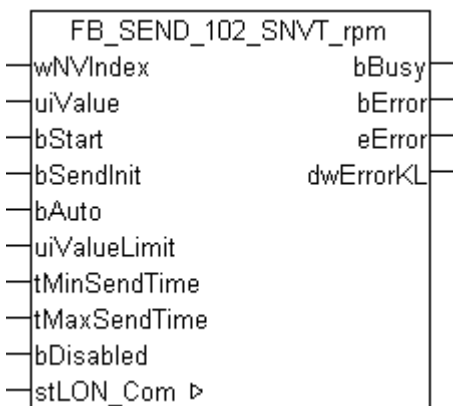 FB_SEND_102_SNVT_rpm
wNVIndex bBusy
uiValue bError
bStart eError
bSendInit dwErrorKL
bAuto
uiValueLimit
tMinSendTime
tMaxSendTime
bDisabled
stLON_Com ▷